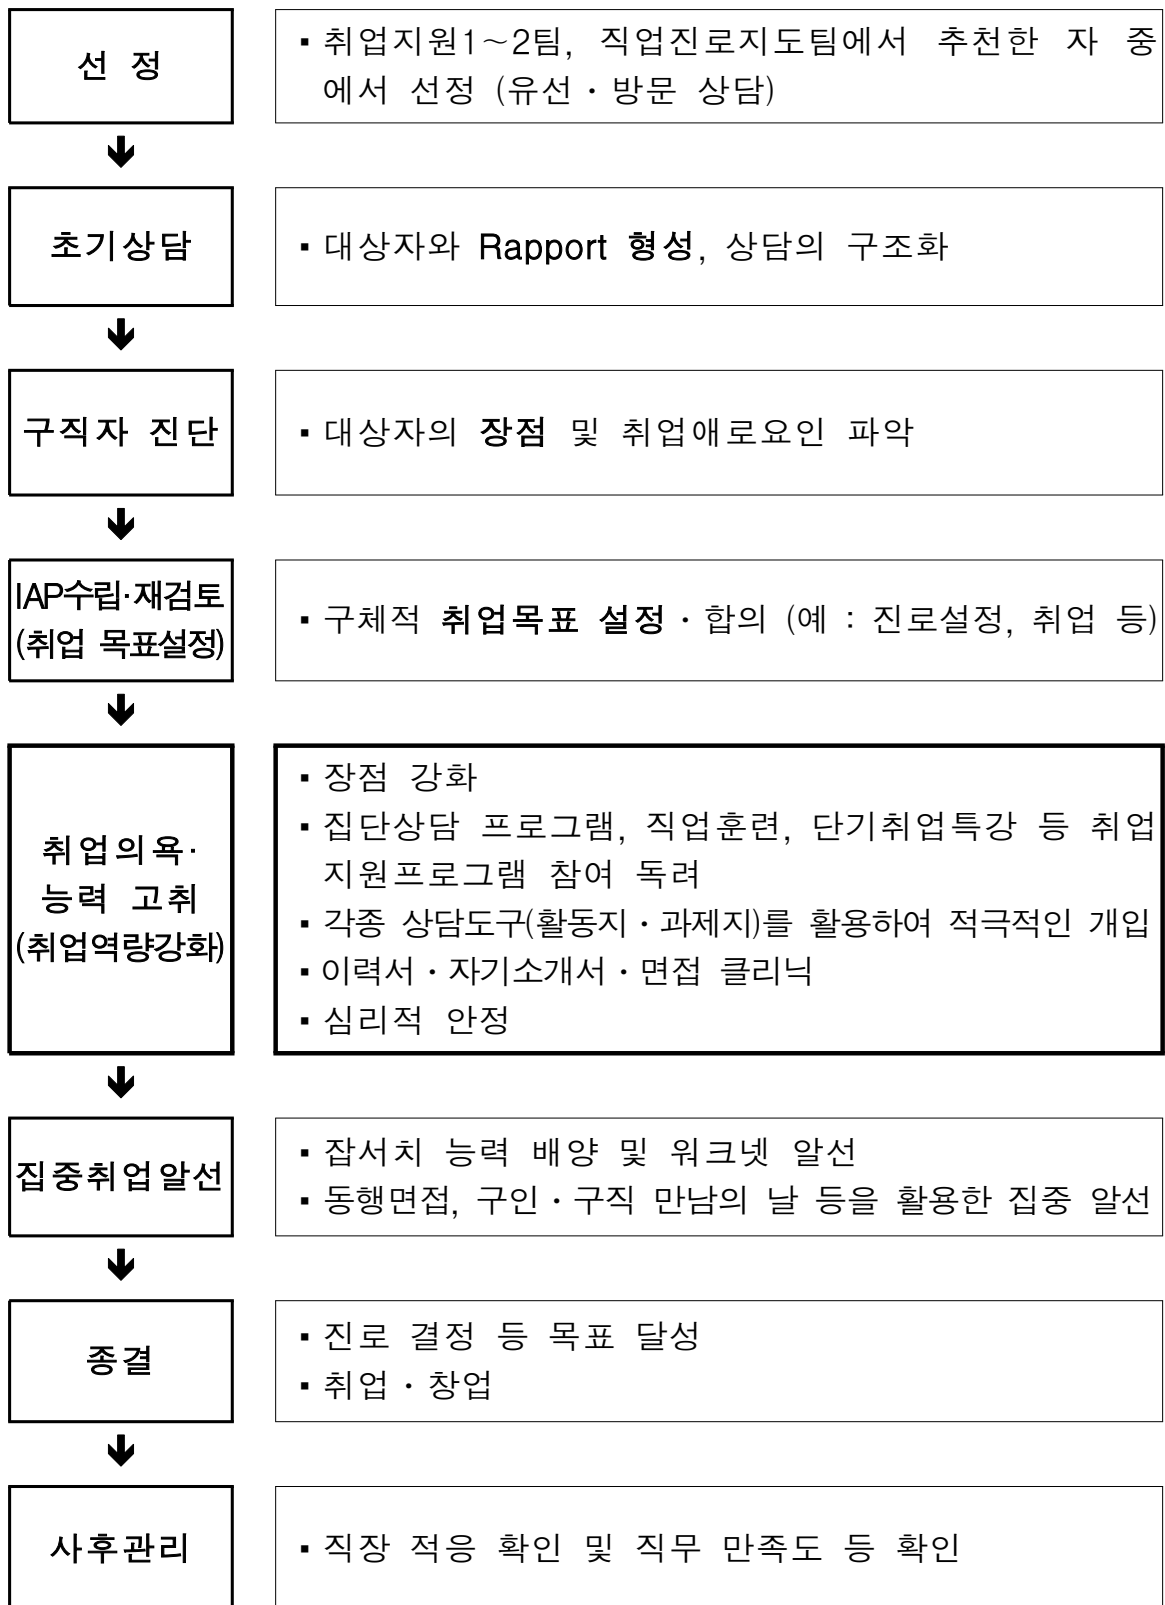 선 정
▪ 취업지원1～2팀, 직업진로지도팀에서 추천한 자 중
에서 선정 (유선・방문 상담)
초기상담
▪ 대상자와 Rapport 형성, 상담의 구조화
구직자 진단
▪ 대상자의 장점 및 취업애로요인 파악
IAP수립·재검토
(취업 목표설정)
▪ 구체적 취업목표 설정・합의 (예 : 진로설정, 취업 등)
취업의욕·
능력 고취
(취업역량강화)
▪ 장점 강화
▪ 집단상담 프로그램, 직업훈련, 단기취업특강 등 취업
지원프로그램 참여 독려
▪ 각종 상담도구(활동지・과제지)를 활용하여 적극적인 개입
▪ 이력서・자기소개서・면접 클리닉
▪ 심리적 안정
집중취업알선
▪ 잡서치 능력 배양 및 워크넷 알선
▪ 동행면접, 구인・구직 만남의 날 등을 활용한 집중 알선
종결
▪ 진로 결정 등 목표 달성
▪ 취업・창업
사후관리
▪ 직장 적응 확인 및 직무 만족도 등 확인